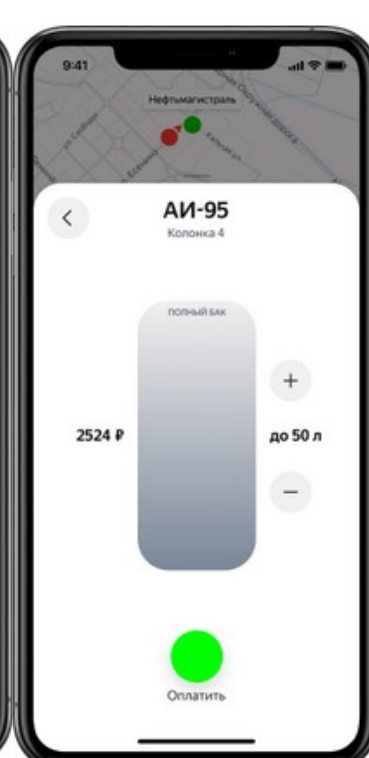 9:41
Нефтьмагистраль
АИ-95
Колонка 4
ПОЛНЫЙ БАК
2524 ₽
+
до 50 л
−
Оплатить